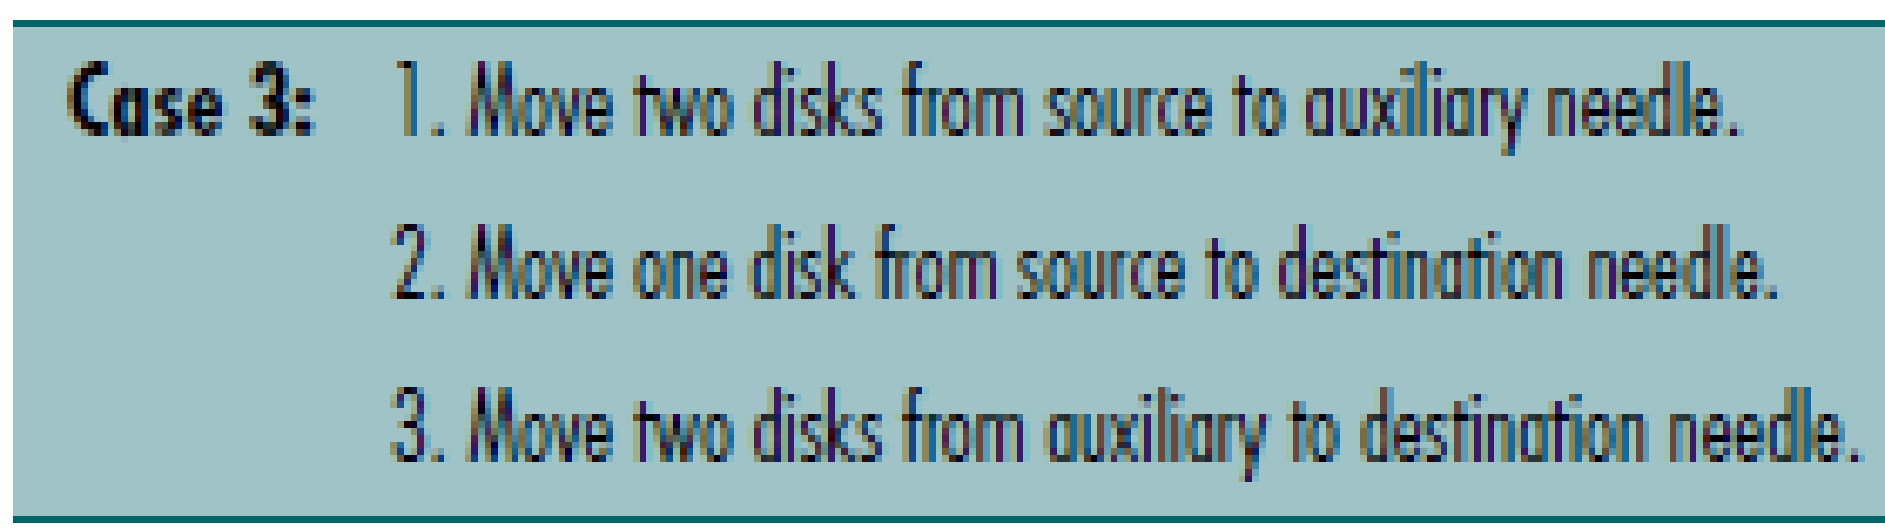 Case 3: 1. Move two disks from source to auxiliary needle.
2. Move one disk from source to destination needle.
3. Move two disks from auxiliary to destination needle.